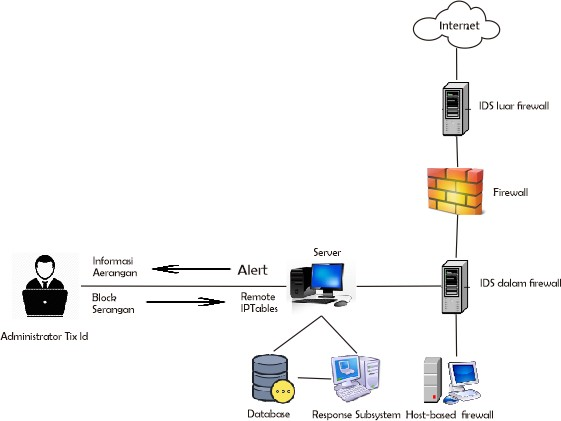 Internet
IDS luar firewall
Firewall
Server
Informasi
Aerangan
Alert
IDS dalam firewall
Block
Serangan
Remote
IPTables
Administrator Tix Id
Database
Response Subsystem
Host-based firewall